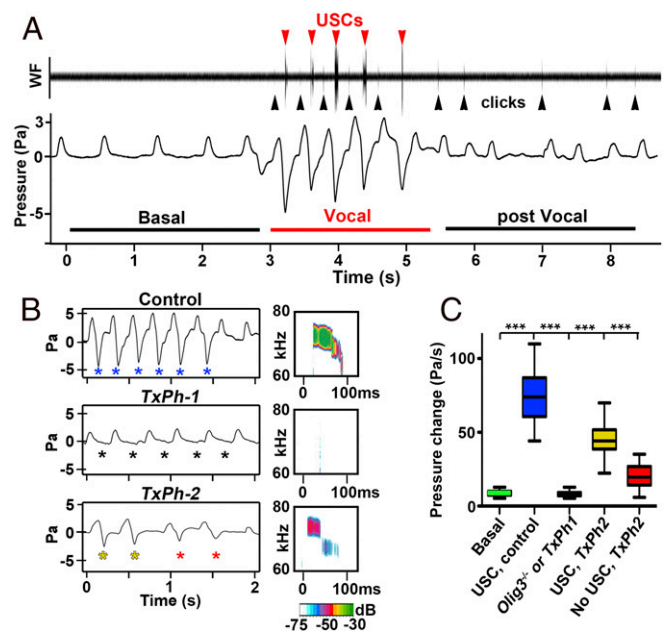 A
USCs
WF
clicks
Pressure (Pa)
3
0
-5
Basal
Vocal
post Vocal
0 1 2 3 4 5 6 7 8
Time (s)
B
Control
Pa
5
0
-5
* * * * * *
kHz
80
60
0 100ms
TxPh-1
Pa
5
0
-5
* * * * *
kHz
80
60
0 100ms
TxPh-2
Pa
5
0
-5
* * * *
0 1 2
Time (s)
kHz
80
60
0 100ms
dB
-75 -50 -30
C
*** *** *** ***
Pressure change (Pa/s)
100
50
0
Basal
USC, control
Olig3-/- or TxPh1
USC, TxPh2
No USC, TxPh2